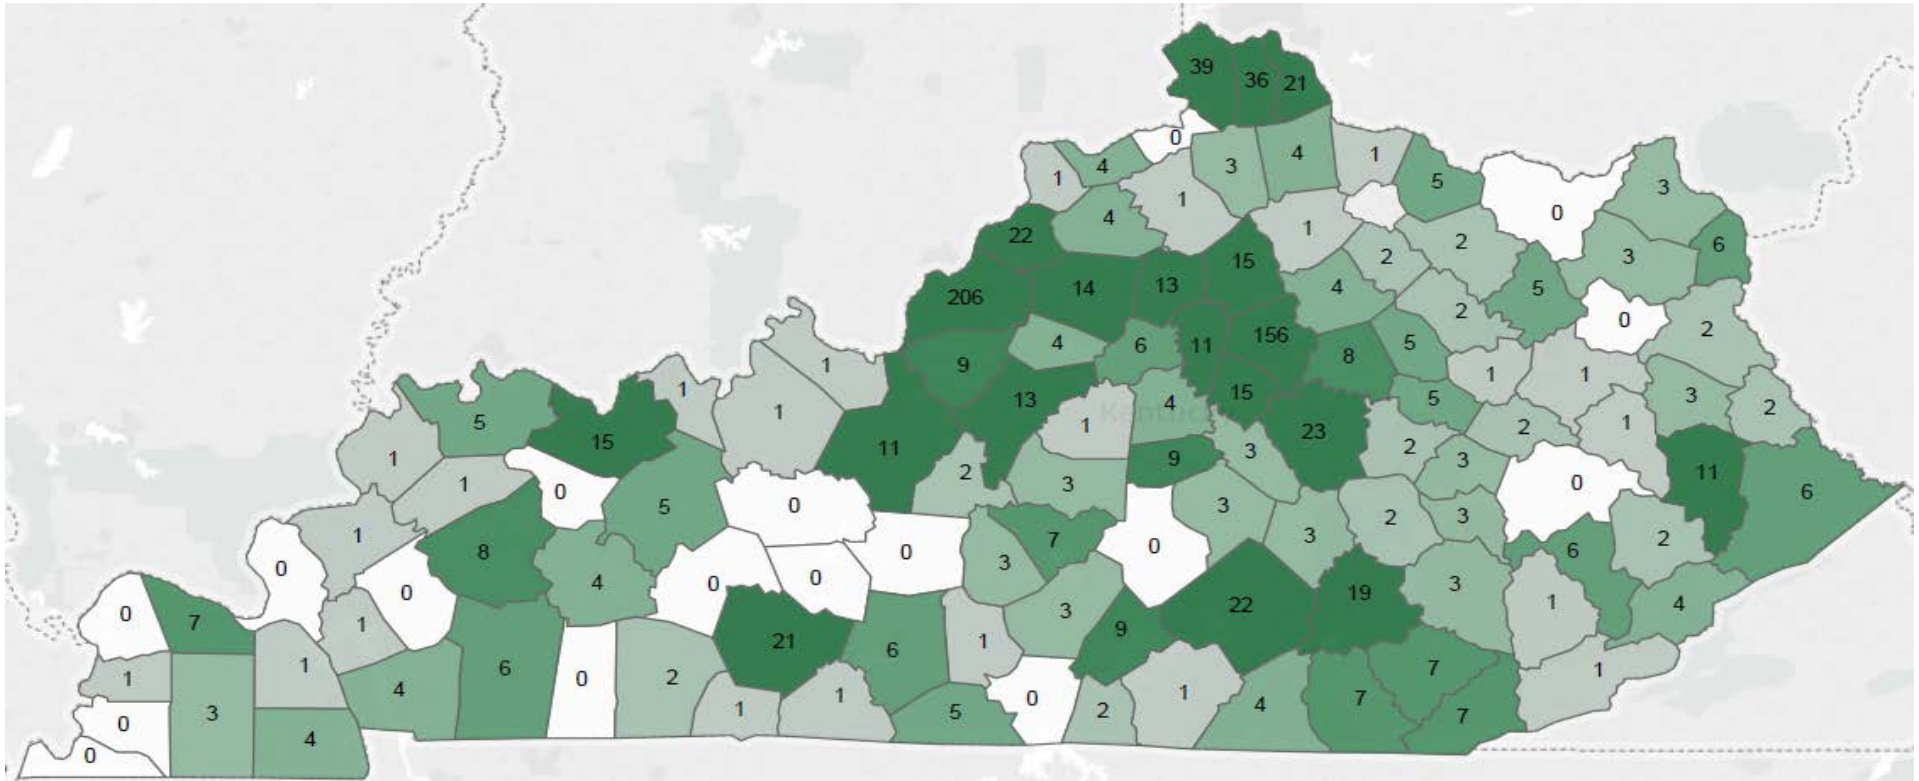 39 36 21
0
4 3 4 1
1 5 3
4 1 0
22 1 2 2 3 6
15
206 14 13 4 5
156 2 0 2
4 6 11
9 8 5
1 1 1 1
13 15 5 3 2
1 4
5 1 Kentucky 2 1
15 11 1 23
1 9 3 2 3 11
1 0 2 3 0 6
5 0 3 3
1 0 7 0 3 2 3 2
0 8 3 6
0 4 0 0 3
0 7 1 3 22 19 1 4
21 6 1 9
1 1 6 0 2 1 7
4 1 1 7
3 5 0 2 4 7
0 4
0